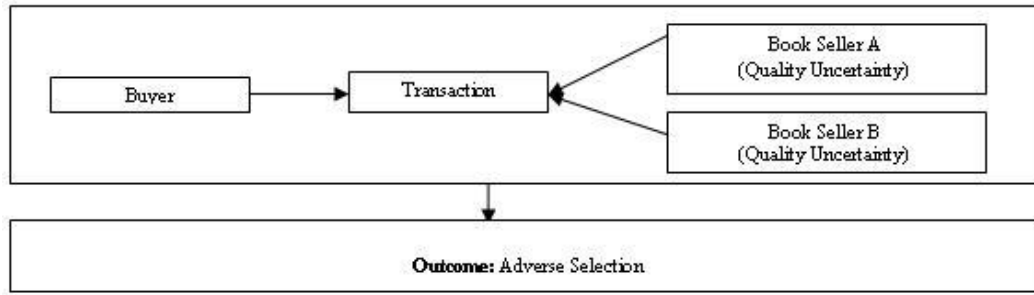 Book Seller A
(Quality Uncertainty)
Buyer
Transaction
Book Seller B
(Quality Uncertainty)
Outcome: Adverse Selection